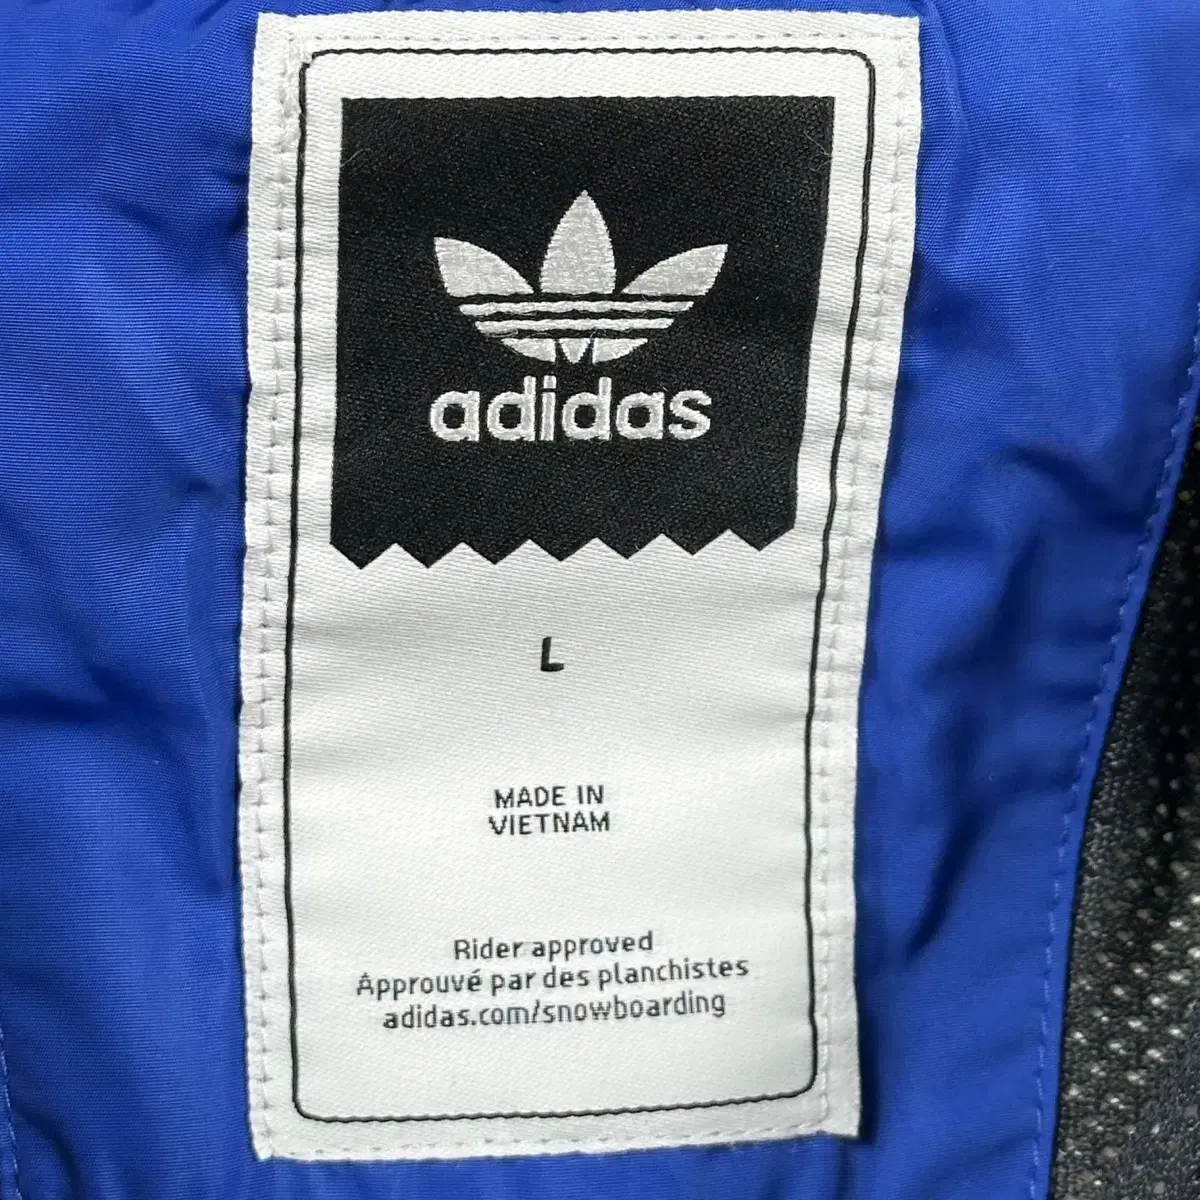 adidas
L
MADE IN
VIETNAM
Rider approved
Approuvé par des planchistes
adidas.com/snowboarding